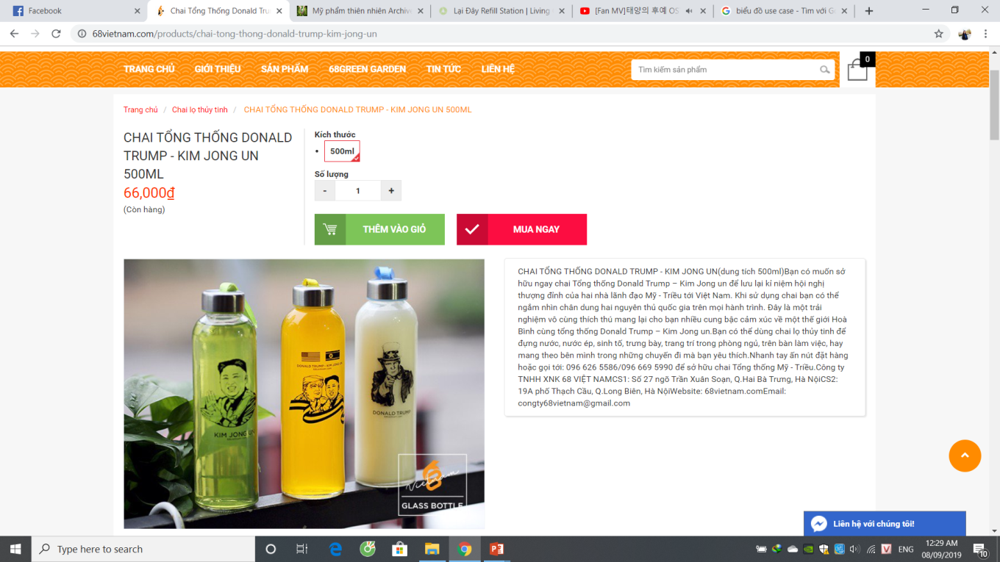 Facebook
Chai Tổng Thống Donald Tru
Mỹ phẩm thiên nhiên Archive
Lại Đây Refill Station | Living
[Fan MV]태양의 후예 OS
biểu đồ use case - Tìm với G
68vietnam.com/products/chai-tong-thong-donald-trump-kim-jong-un
TRANG CHỦ GIỚI THIỆU SẢN PHẨM 68GREEN GARDEN TIN TỨC LIÊN HỆ
Tìm kiếm sản phẩm
0
Trang chủ / Chai lọ thủy tinh / CHAI TỔNG THỐNG DONALD TRUMP - KIM JONG UN 500ML
CHAI TỔNG THỐNG DONALD
TRUMP - KIM JONG UN
500ML
66,000₫
(Còn hàng)
Kích thước
500ml
Số lượng
- 1 +
THÊM VÀO GIỎ
MUA NGAY
KIM JONG UN
DONALD TRUMP - KIM JONG UN
DONALD TRUMP
Vietnam
6
GLASS BOTTLE
CHAI TỔNG THỐNG DONALD TRUMP - KIM JONG UN(dung tích 500ml)Bạn có muốn sở
hữu ngay chai Tổng thống Donald Trump – Kim Jong un để lưu lại kỉ niệm hội nghị
thượng đỉnh của hai nhà lãnh đạo Mỹ - Triều tới Việt Nam. Khi sử dụng chai bạn có thể
ngắm nhìn chân dung hai nguyên thủ quốc gia trên mọi hành trình. Đây là một trải
nghiệm vô cùng thích thú mang lại cho bạn nhiều cung bậc cảm xúc về một thế giới Hoà
Bình cùng tổng thống Donald Trump – Kim Jong un.Bạn có thể dùng chai lọ thủy tinh để
đựng nước, nước ép, sinh tố, trưng bày, trang trí trong phòng ngủ, trên bàn làm việc, hay
mang theo bên mình trong những chuyến đi mà bạn yêu thích.Nhanh tay ấn nút đặt hàng
hoặc gọi tới: 096 626 5586/096 669 5990 để sở hữu chai Tổng thống Mỹ - Triều.Công ty
TNHH XNK 68 VIỆT NAMCS1: Số 27 ngõ Trần Xuân Soạn, Q.Hai Bà Trưng, Hà NộiCS2:
19A phố Thạch Cầu, Q.Long Biên, Hà NộiWebsite: 68vietnam.comEmail:
congty68vietnam@gmail.com
Liên hệ với chúng tôi!
Type here to search
ENG
12:29 AM
08/09/2019
10